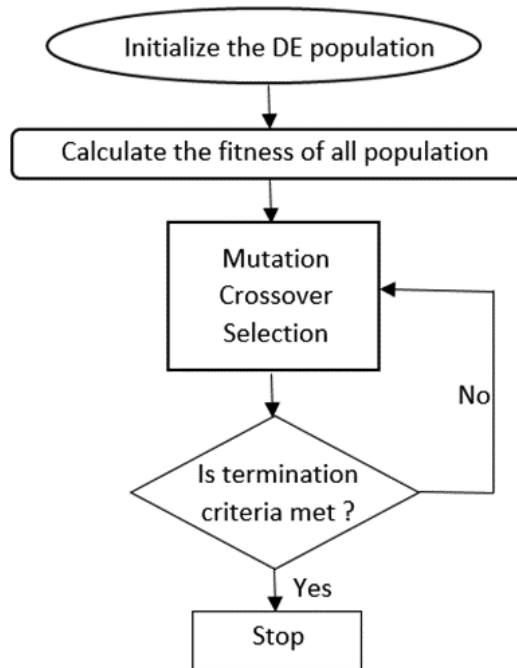 Initialize the DE population
Calculate the fitness of all population
Mutation
Crossover
Selection
No
Is termination
criteria met ?
Yes
Stop